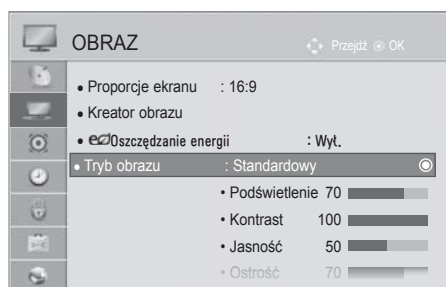 OBRAZ Przejdź OK
• Proporcje ekranu : 16:9
• Kreator obrazu
• Oszczędzanie energii : Wył.
• Tryb obrazu : Standardowy
• Podświetlenie 70
• Kontrast 100
• Jasność 50
• Ostrość 70